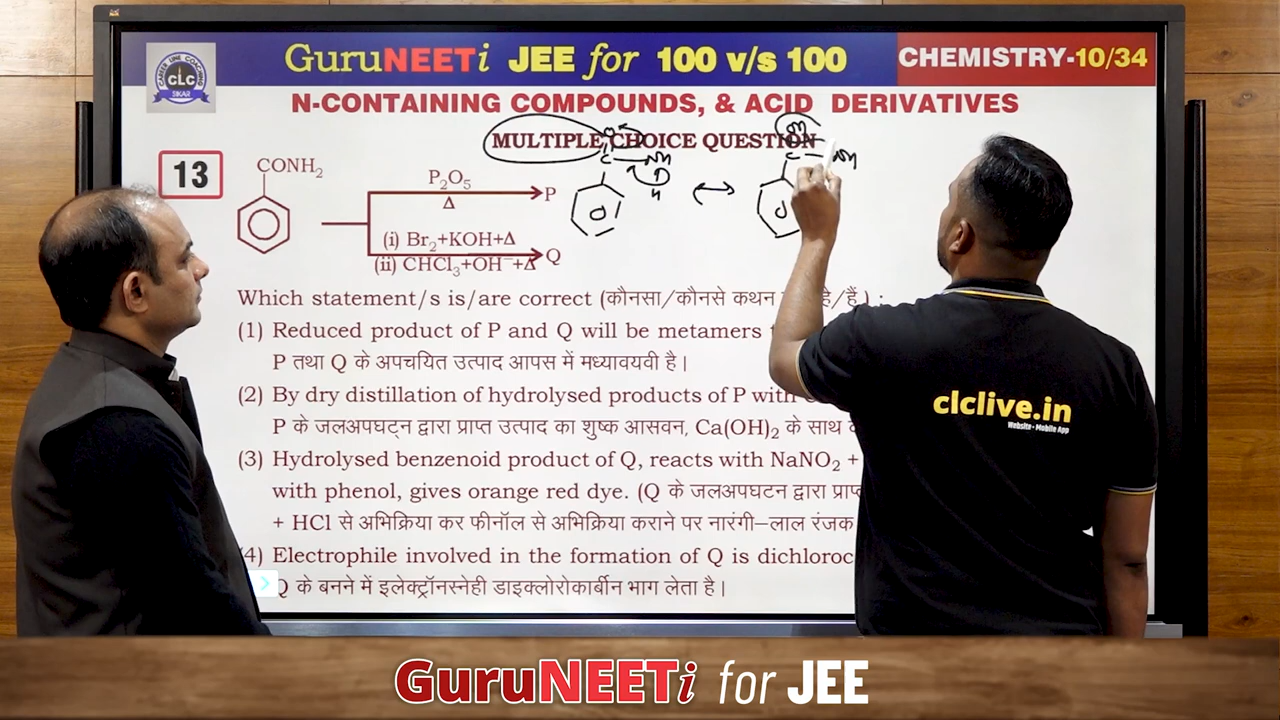 GuruNEETi JEE for 100 v/s 100
CHEMISTRY-10/34
CLC
SIKAR
N-CONTAINING COMPOUNDS, & ACID DERIVATIVES
MULTIPLE CHOICE QUESTION
13
CONH₂
P₂O₅
Δ
P
(i) Br₂+KOH+Δ
(ii) CHCl₃+OH⁻+Δ
Q
Which statement/s is/are correct (कौनसा/कौनसे कथन है/हैं) :
(1) Reduced product of P and Q will be metamers
P तथा Q के अपचयित उत्पाद आपस में मध्यावयवी है।
(2) By dry distillation of hydrolysed products of P with
P के जलअपघट्न द्वारा प्राप्त उत्पाद का शुष्क आसवन, Ca(OH)₂ के साथ
(3) Hydrolysed benzenoid product of Q, reacts with NaNO₂ +
with phenol, gives orange red dye. (Q के जलअपघटन द्वारा
+ HCl से अभिक्रिया कर फीनॉल से अभिक्रिया कराने पर नारंगी–लाल रंजक
(4) Electrophile involved in the formation of Q is
Q के बनने में इलेक्ट्रॉनस्नेही डाइक्लोरोकार्बीन भाग लेता है।
clclive.in
Website • Mobile App
GuruNEETi for JEE